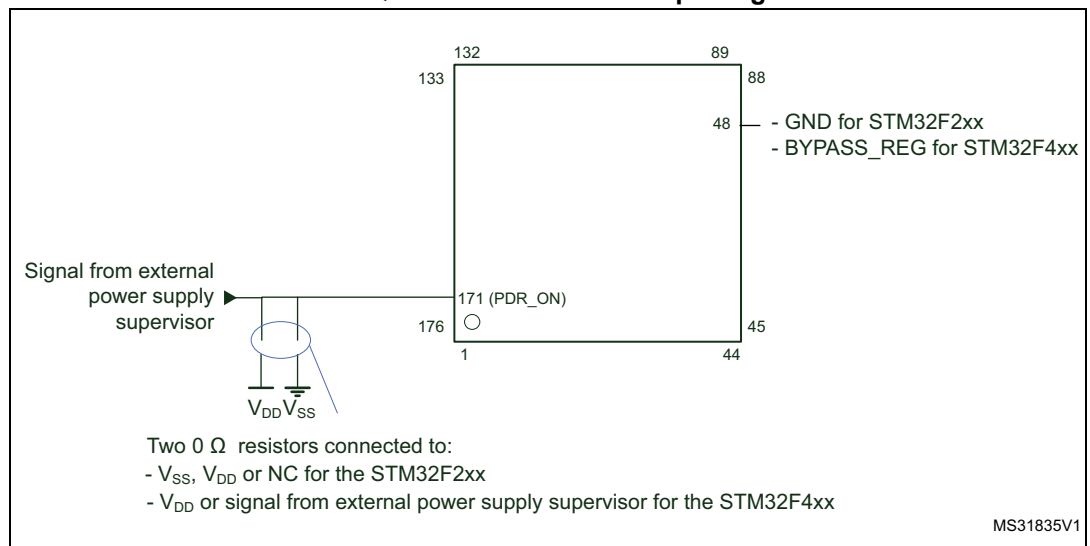 132
89
133
88
48
- GND for STM32F2xx
- BYPASS_REG for STM32F4xx
Signal from external
power supply
supervisor
171 (PDR_ON)
176
45
1
44
VDD VSS
Two 0 Ω resistors connected to:
- VSS, VDD or NC for the STM32F2xx
- VDD or signal from external power supply supervisor for the STM32F4xx
MS31835V1